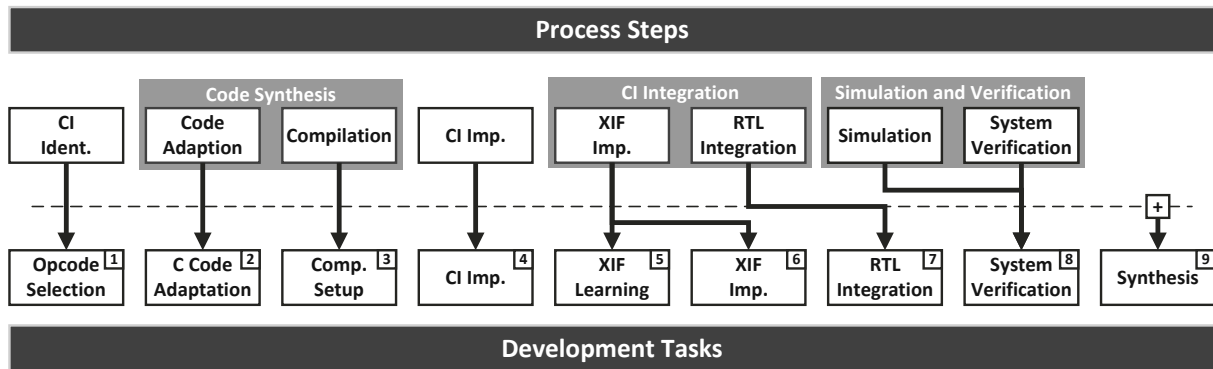 Process Steps
Code Synthesis
CI Integration
Simulation and Verification
CI
Ident.
Code
Adaption
Compilation
CI Imp.
XIF
Imp.
RTL
Integration
Simulation
System
Verification
+
Opcode
Selection
1
C Code
Adaptation
2
Comp.
Setup
3
CI Imp.
4
XIF
Learning
5
XIF
Imp.
6
RTL
Integration
7
System
Verification
8
Synthesis
9
Development Tasks